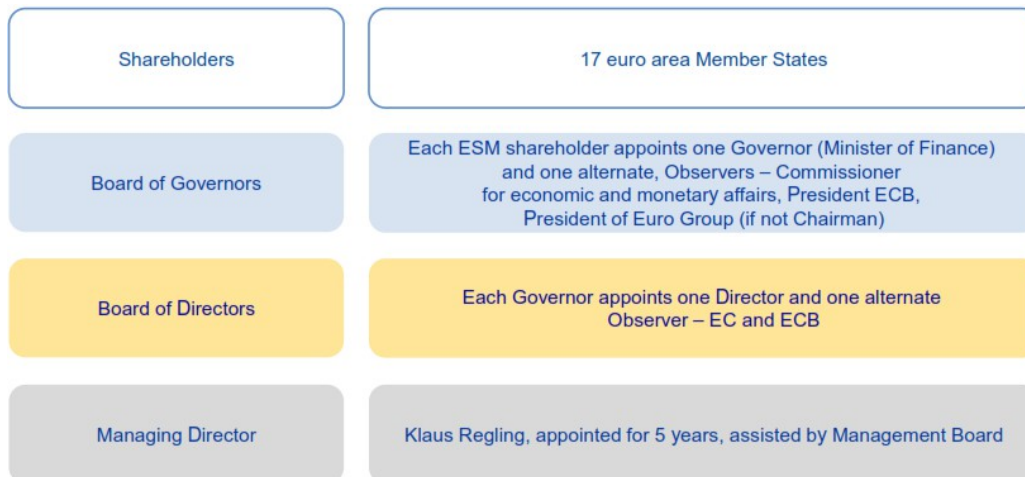 Shareholders
17 euro area Member States
Board of Governors
Each ESM shareholder appoints one Governor (Minister of Finance)
and one alternate, Observers – Commissioner
for economic and monetary affairs, President ECB,
President of Euro Group (if not Chairman)
Board of Directors
Each Governor appoints one Director and one alternate
Observer – EC and ECB
Managing Director
Klaus Regling, appointed for 5 years, assisted by Management Board